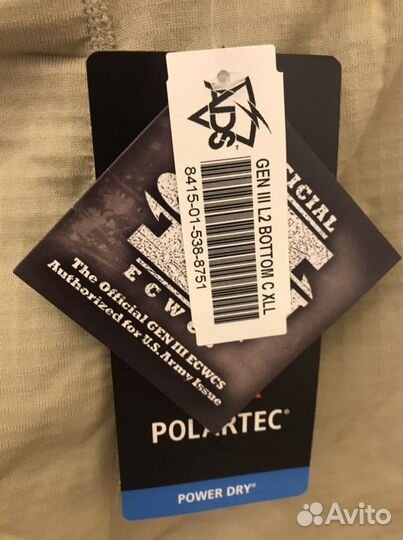 ADS
GEN III L2 BOTTOM C XLL
8415-01-538-8751
ECW
The Official GEN III ECWCS
Authorized for U.S. Army Issue
POLARTEC®
POWER DRY®
Avito